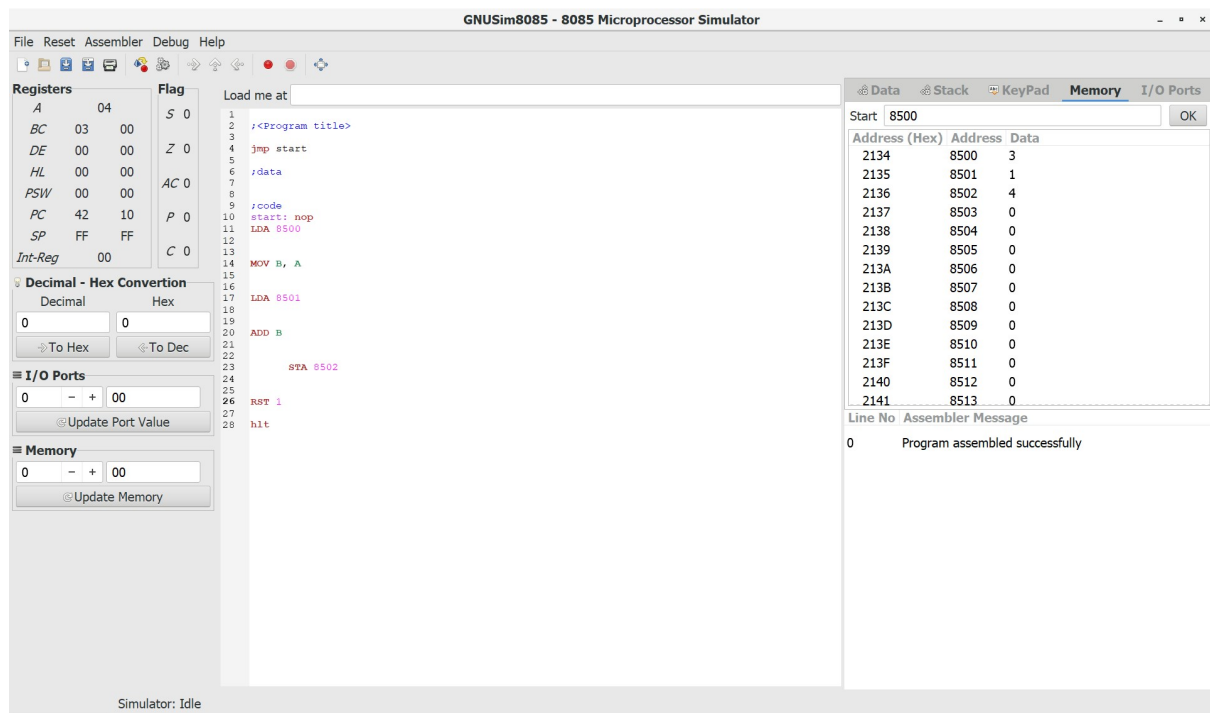 GNUSim8085 - 8085 Microprocessor Simulator
File Reset Assembler Debug Help
Registers
A 04
BC 03 00
DE 00 00
HL 00 00
PSW 00 00
PC 42 10
SP FF FF
Int-Reg 00
Flag
S 0
Z 0
AC 0
P 0
C 0
Decimal - Hex Convertion
Decimal Hex
0 0
To Hex To Dec
I/O Ports
0 - + 00
Update Port Value
Memory
0 - + 00
Update Memory
Load me at
1
2 ;<Program title>
3
4 jmp start
5
6 ;data
7
8
9 ;code
10 start: nop
11 LDA 8500
12
13
14 MOV B, A
15
16
17 LDA 8501
18
19
20 ADD B
21
22
23 STA 8502
24
25
26 RST 1
27
28 hlt
Data Stack KeyPad Memory I/O Ports
Start 8500 OK
Address (Hex) Address Data
2134 8500 3
2135 8501 1
2136 8502 4
2137 8503 0
2138 8504 0
2139 8505 0
213A 8506 0
213B 8507 0
213C 8508 0
213D 8509 0
213E 8510 0
213F 8511 0
2140 8512 0
2141 8513 0
Line No Assembler Message
0 Program assembled successfully
Simulator: Idle